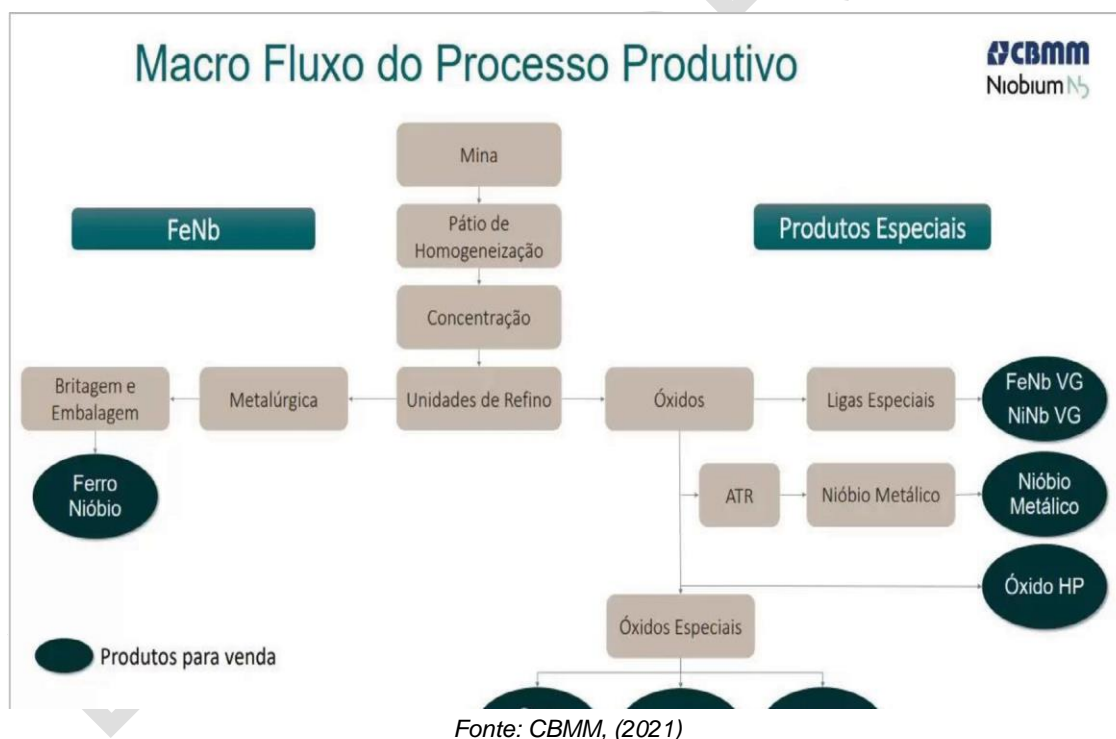 Macro Fluxo do Processo Produtivo
CBMM
Niobium Nb
Mina
FeNb
Pátio de
Homogeneização
Produtos Especiais
Concentração
Britagem e
Embalagem
Metalúrgica
Unidades de Refino
Óxidos
Ligas Especiais
FeNb VG
NiNb VG
Ferro
Nióbio
ATR
Nióbio Metálico
Nióbio
Metálico
Óxido HP
Óxidos Especiais
Produtos para venda
Fonte: CBMM, (2021)